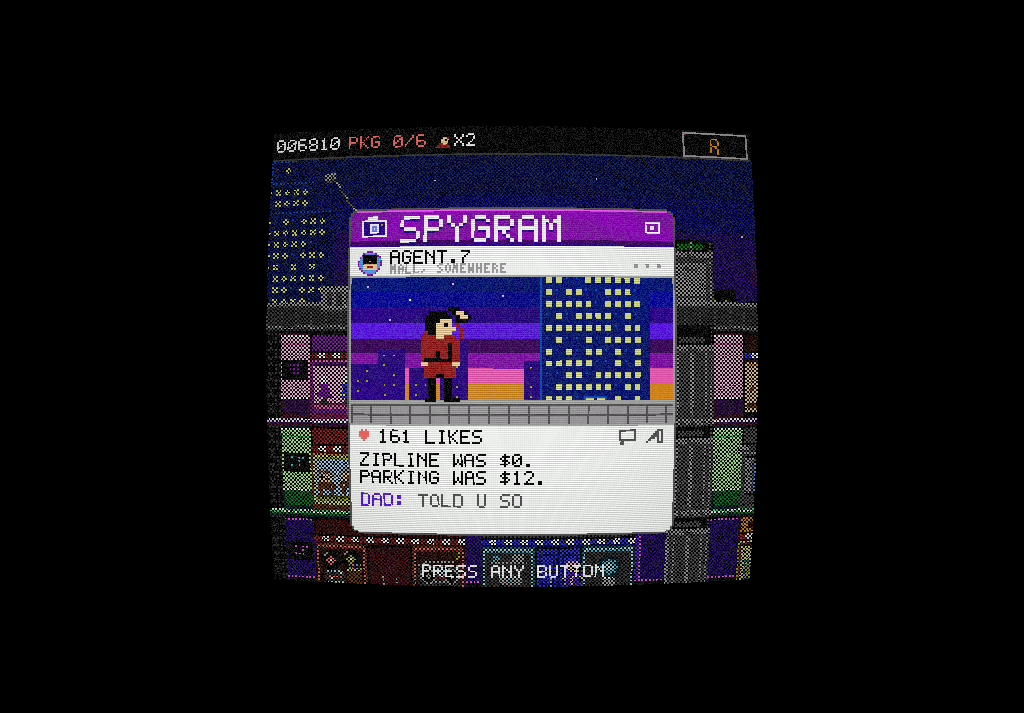 006810 PKG 0/6 X2 R
SPYGRAM
AGENT.7
MALL, SOMEWHERE
161 LIKES
ZIPLINE WAS $0.
PARKING WAS $12.
DAD: TOLD U SO
PRESS ANY BUTTON